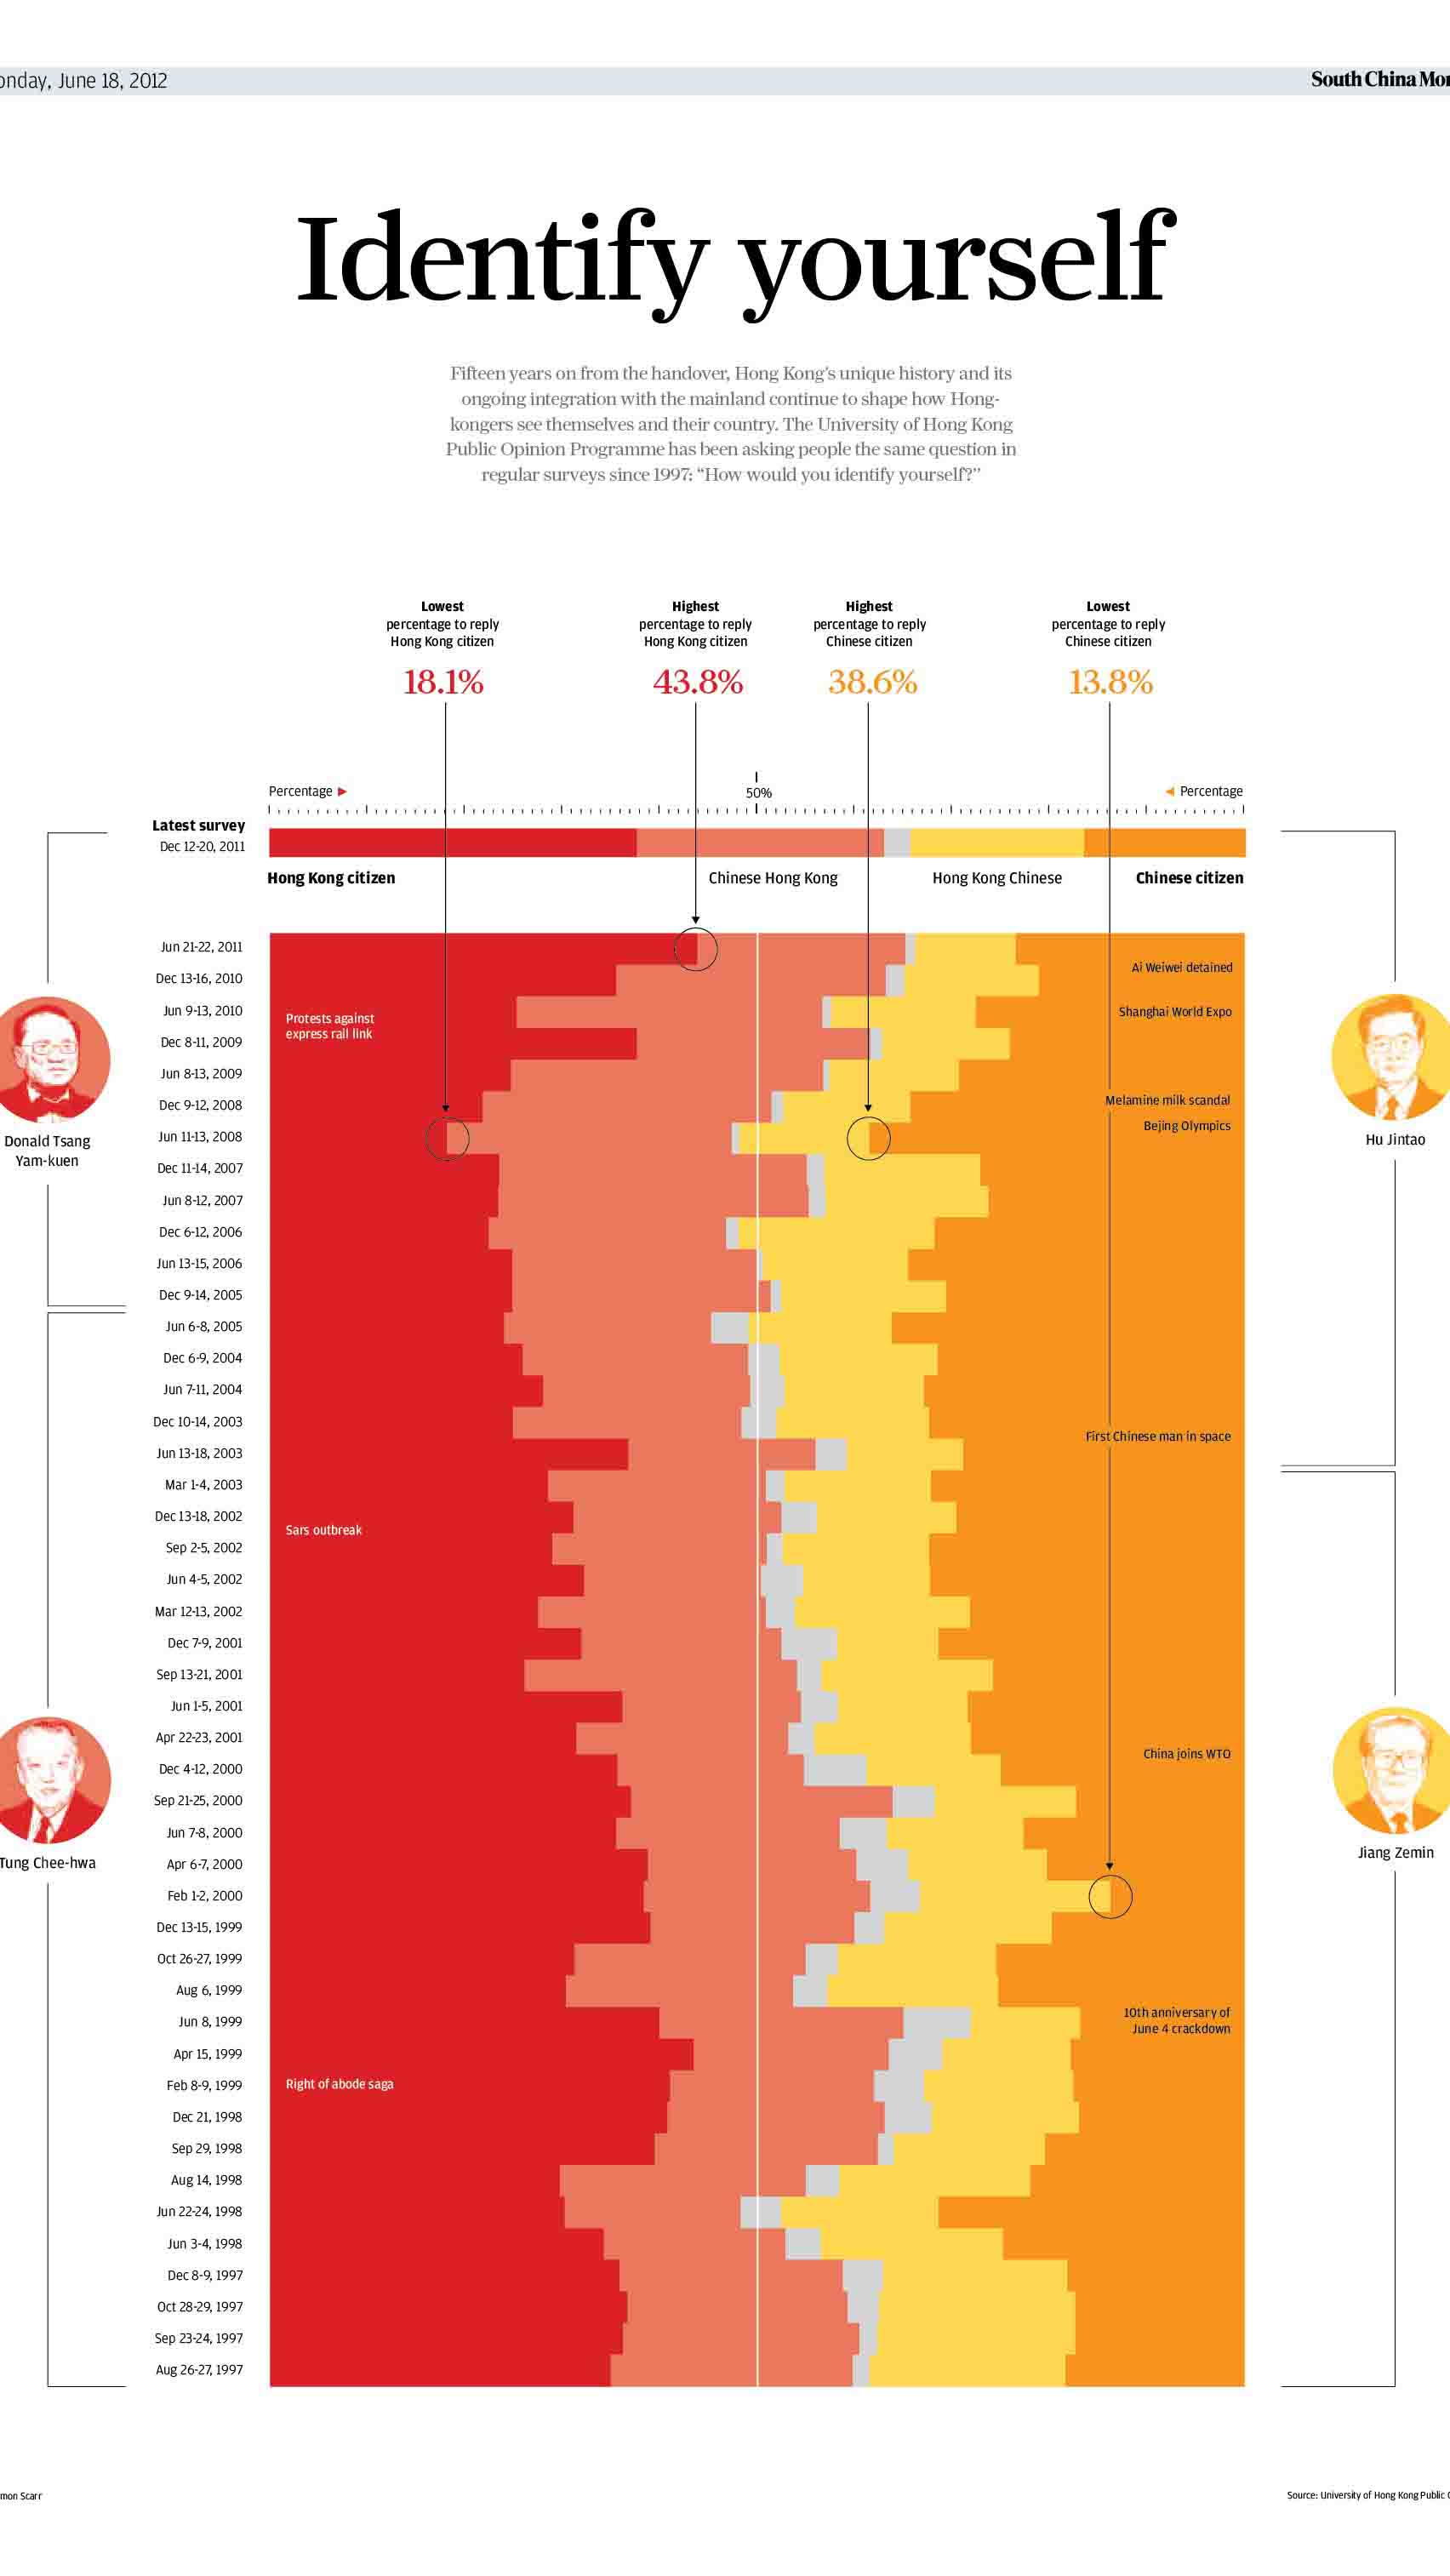 onday, June 18, 2012
South China Mor
Identify yourself
Fifteen years on from the handover, Hong Kong's unique history and its
ongoing integration with the mainland continue to shape how Hong-
kongers see themselves and their country. The University of Hong Kong
Public Opinion Programme has been asking people the same question in
regular surveys since 1997: “How would you identify yourself?”
Lowest
percentage to reply
Hong Kong citizen
18.1%
Highest
percentage to reply
Hong Kong citizen
43.8%
Highest
percentage to reply
Chinese citizen
38.6%
Lowest
percentage to reply
Chinese citizen
13.8%
Percentage
50%
Percentage
Latest survey
Dec 12-20, 2011
Hong Kong citizen
Chinese Hong Kong
Hong Kong Chinese
Chinese citizen
Jun 21-22, 2011
Ai Weiwei detained
Dec 13-16, 2010
Jun 9-13, 2010
Shanghai World Expo
Protests against
express rail link
Dec 8-11, 2009
Jun 8-13, 2009
Dec 9-12, 2008
Melamine milk scandal
Bejing Olympics
Jun 11-13, 2008
Donald Tsang
Yam-kuen
Hu Jintao
Dec 11-14, 2007
Jun 8-12, 2007
Dec 6-12, 2006
Jun 13-15, 2006
Dec 9-14, 2005
Jun 6-8, 2005
Dec 6-9, 2004
Jun 7-11, 2004
Dec 10-14, 2003
First Chinese man in space
Jun 13-18, 2003
Mar 1-4, 2003
Dec 13-18, 2002
Sars outbreak
Sep 2-5, 2002
Jun 4-5, 2002
Mar 12-13, 2002
Dec 7-9, 2001
Sep 13-21, 2001
Jun 1-5, 2001
Apr 22-23, 2001
China joins WTO
Dec 4-12, 2000
Sep 21-25, 2000
Jun 7-8, 2000
Tung Chee-hwa
Jiang Zemin
Apr 6-7, 2000
Feb 1-2, 2000
Dec 13-15, 1999
Oct 26-27, 1999
Aug 6, 1999
10th anniversary of
June 4 crackdown
Jun 8, 1999
Apr 15, 1999
Feb 8-9, 1999
Right of abode saga
Dec 21, 1998
Sep 29, 1998
Aug 14, 1998
Jun 22-24, 1998
Jun 3-4, 1998
Dec 8-9, 1997
Oct 28-29, 1997
Sep 23-24, 1997
Aug 26-27, 1997
mon Scarr
Source: University of Hong Kong Public